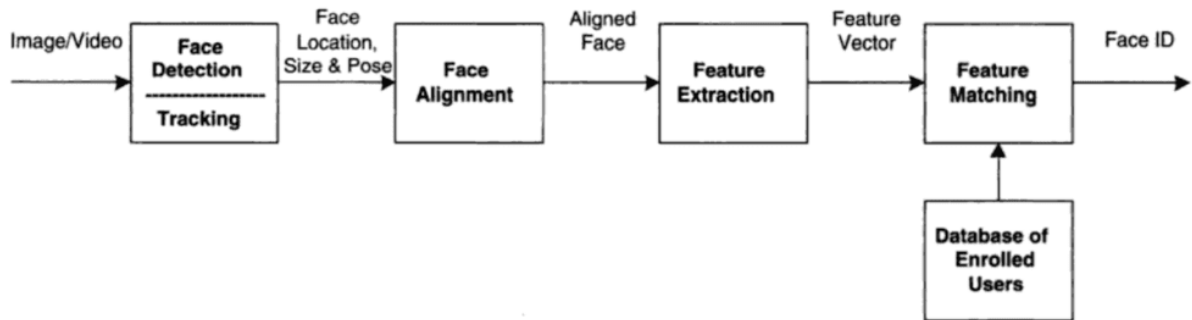 Image/Video
Face
Detection
Tracking
Face
Location,
Size & Pose
Face
Alignment
Aligned
Face
Feature
Extraction
Feature
Vector
Feature
Matching
Face ID
Database of
Enrolled
Users